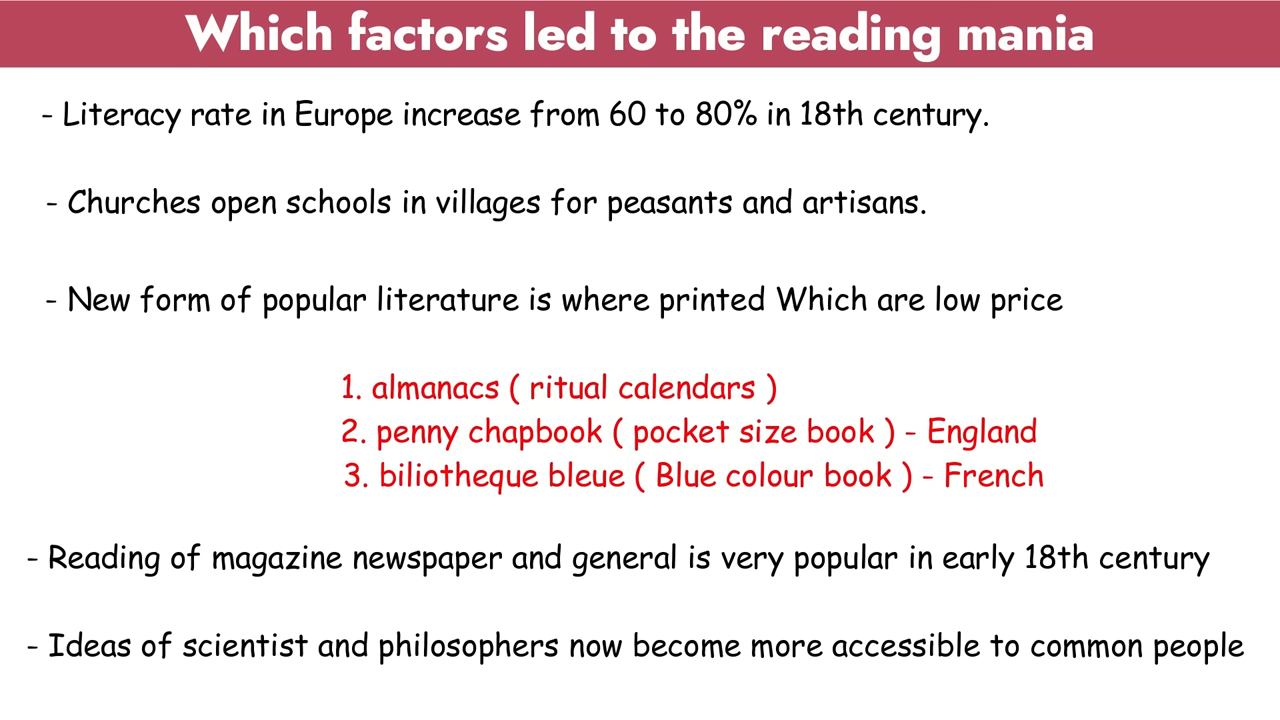 Which factors led to the reading mania
- Literacy rate in Europe increase from 60 to 80% in 18th century.
- Churches open schools in villages for peasants and artisans.
- New form of popular literature is where printed Which are low price
1. almanacs ( ritual calendars )
2. penny chapbook ( pocket size book ) - England
3. biliotheque bleue ( Blue colour book ) - French
- Reading of magazine newspaper and general is very popular in early 18th century
- Ideas of scientist and philosophers now become more accessible to common people